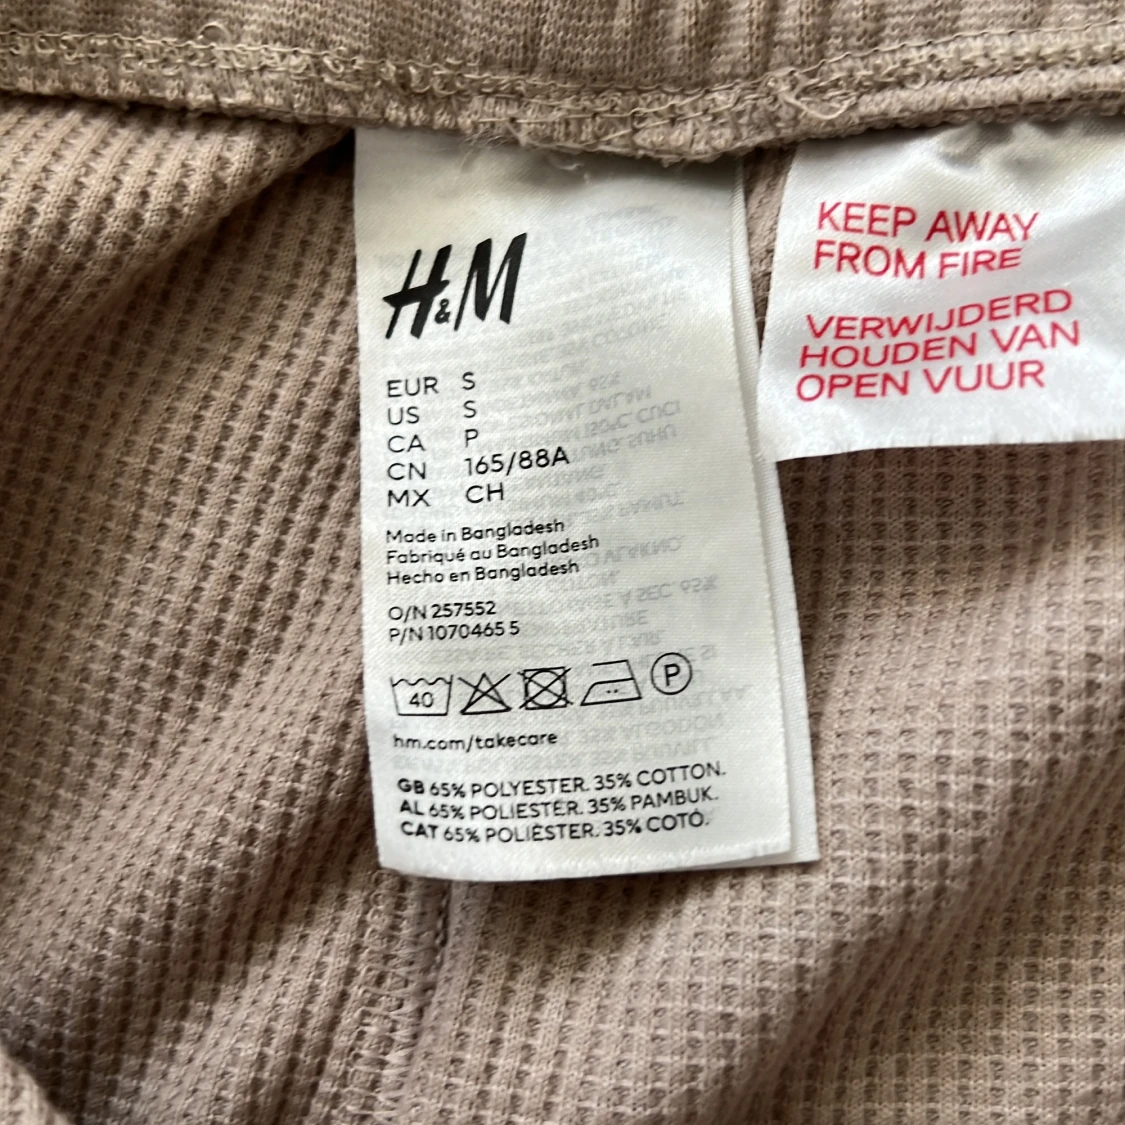 H&M
EUR S
US S
CA P
CN 165/88A
MX CH
Made in Bangladesh
Fabriqué au Bangladesh
Hecho en Bangladesh
O/N 257552
P/N 1070465 5
40
P
hm.com/takecare
GB 65% POLYESTER. 35% COTTON.
AL 65% POLIESTER. 35% PAMBUK.
CAT 65% POLIÈSTER. 35% COTÓ.
KEEP AWAY
FROM FIRE
VERWIJDERD
HOUDEN VAN
OPEN VUUR